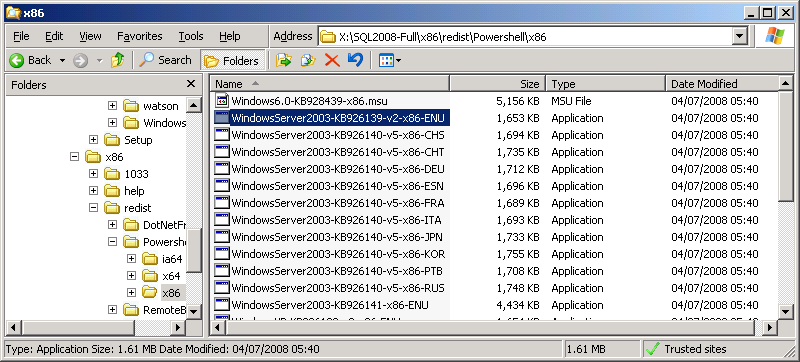 x86
File Edit View Favorites Tools Help Address X:\SQL2008-Full\x86\redist\Powershell\x86
Back Search Folders
Folders
Name Size Type Date Modified
watson
Windows
Setup
x86
1033
help
redist
DotNetFr
Powersh
ia64
x64
x86
RemoteB
Windows6.0-KB928439-x86.msu 5,156 KB MSU File 04/07/2008 05:40
WindowsServer2003-KB926139-v2-x86-ENU 1,653 KB Application 04/07/2008 05:40
WindowsServer2003-KB926140-v5-x86-CHS 1,694 KB Application 04/07/2008 05:40
WindowsServer2003-KB926140-v5-x86-CHT 1,735 KB Application 04/07/2008 05:40
WindowsServer2003-KB926140-v5-x86-DEU 1,712 KB Application 04/07/2008 05:40
WindowsServer2003-KB926140-v5-x86-ESN 1,696 KB Application 04/07/2008 05:40
WindowsServer2003-KB926140-v5-x86-FRA 1,689 KB Application 04/07/2008 05:40
WindowsServer2003-KB926140-v5-x86-ITA 1,693 KB Application 04/07/2008 05:40
WindowsServer2003-KB926140-v5-x86-JPN 1,733 KB Application 04/07/2008 05:40
WindowsServer2003-KB926140-v5-x86-KOR 1,755 KB Application 04/07/2008 05:40
WindowsServer2003-KB926140-v5-x86-PTB 1,708 KB Application 04/07/2008 05:40
WindowsServer2003-KB926140-v5-x86-RUS 1,748 KB Application 04/07/2008 05:40
WindowsServer2003-KB926141-x86-ENU 4,434 KB Application 04/07/2008 05:40
Type: Application Size: 1.61 MB Date Modified: 04/07/2008 05:40 1.61 MB Trusted sites